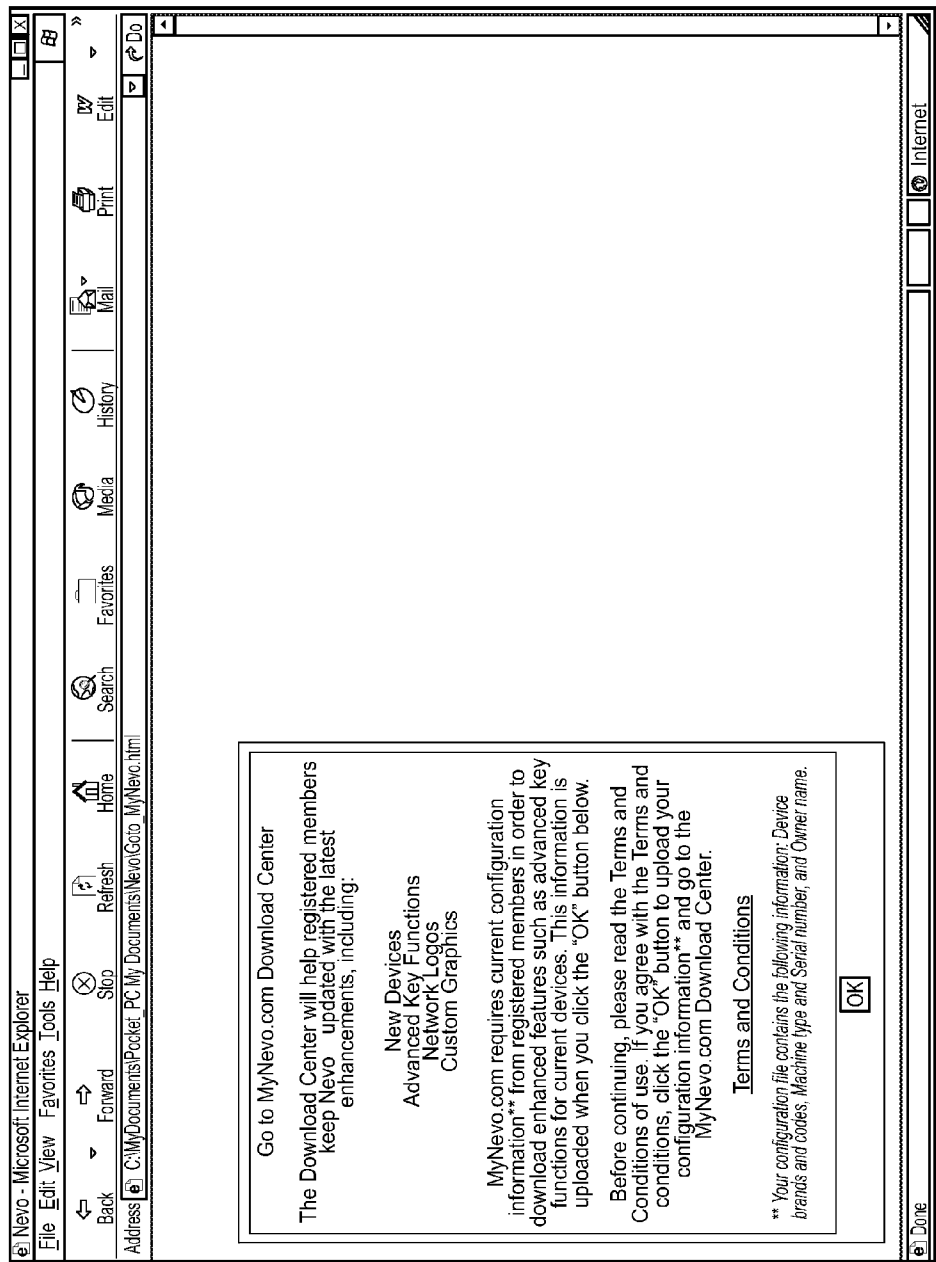 Nevo - Microsoft Internet Explorer
File Edit View Favorites Tools Help
Back Forward Stop Refresh Home Search Favorites Media History Mail Print Edit
Address C:\MyDocuments\Pocket_PC My Documents\Nevo\Goto_MyNevo.html Do
Go to MyNevo.com Download Center
The Download Center will help registered members
keep Nevo updated with the latest
enhancements, including:
New Devices
Advanced Key Functions
Network Logos
Custom Graphics
MyNevo.com requires current configuration
information** from registered members in order to
download enhanced features such as advanced key
functions for current devices. This information is
uploaded when you click the “OK” button below.
Before continuing, please read the Terms and
Conditions of use. If you agree with the Terms and
conditions, click the “OK” button to upload your
configuration information** and go to the
MyNevo.com Download Center.
Terms and Conditions
** Your configuration file contains the following information: Device
brands and codes, Machine type and Serial number, and Owner name.
OK
Done Internet